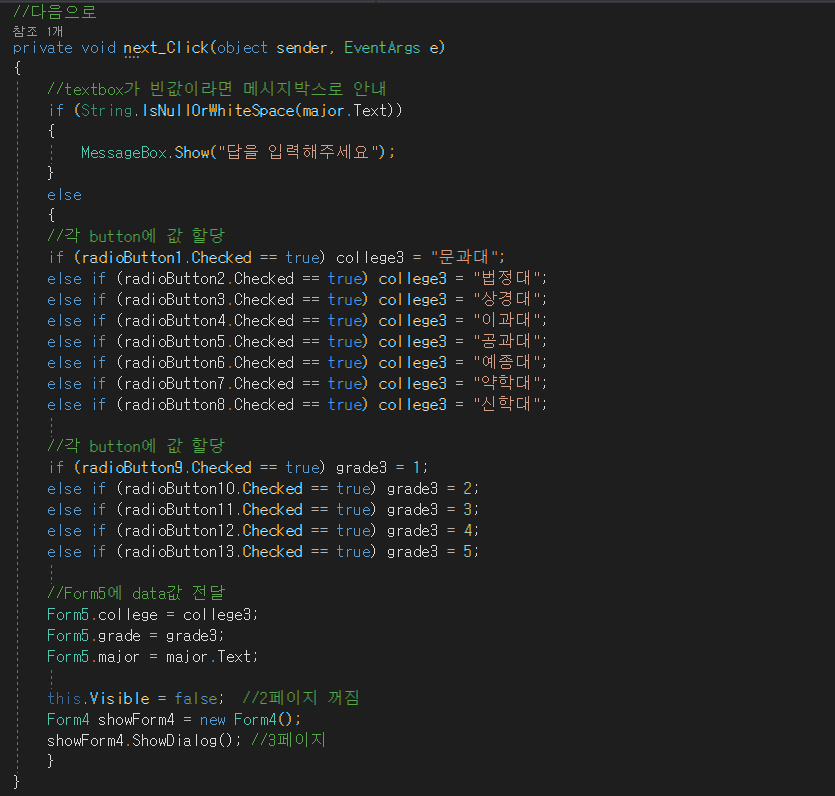 //다음으로
참조 1개
private void next_Click(object sender, EventArgs e)
{
//textbox가 빈값이라면 메시지박스로 안내
if (String.IsNullOrWhiteSpace(major.Text))
{
MessageBox.Show("답을 입력해주세요");
}
else
{
//각 button에 값 할당
if (radioButton1.Checked == true) college3 = "문과대";
else if (radioButton2.Checked == true) college3 = "법정대";
else if (radioButton3.Checked == true) college3 = "상경대";
else if (radioButton4.Checked == true) college3 = "이과대";
else if (radioButton5.Checked == true) college3 = "공과대";
else if (radioButton6.Checked == true) college3 = "예종대";
else if (radioButton7.Checked == true) college3 = "약학대";
else if (radioButton8.Checked == true) college3 = "신학대";
//각 button에 값 할당
if (radioButton9.Checked == true) grade3 = 1;
else if (radioButton10.Checked == true) grade3 = 2;
else if (radioButton11.Checked == true) grade3 = 3;
else if (radioButton12.Checked == true) grade3 = 4;
else if (radioButton13.Checked == true) grade3 = 5;
//Form5에 data값 전달
Form5.college = college3;
Form5.grade = grade3;
Form5.major = major.Text;
this.Visible = false; //2페이지 꺼짐
Form4 showForm4 = new Form4();
showForm4.ShowDialog(); //3페이지
}
}